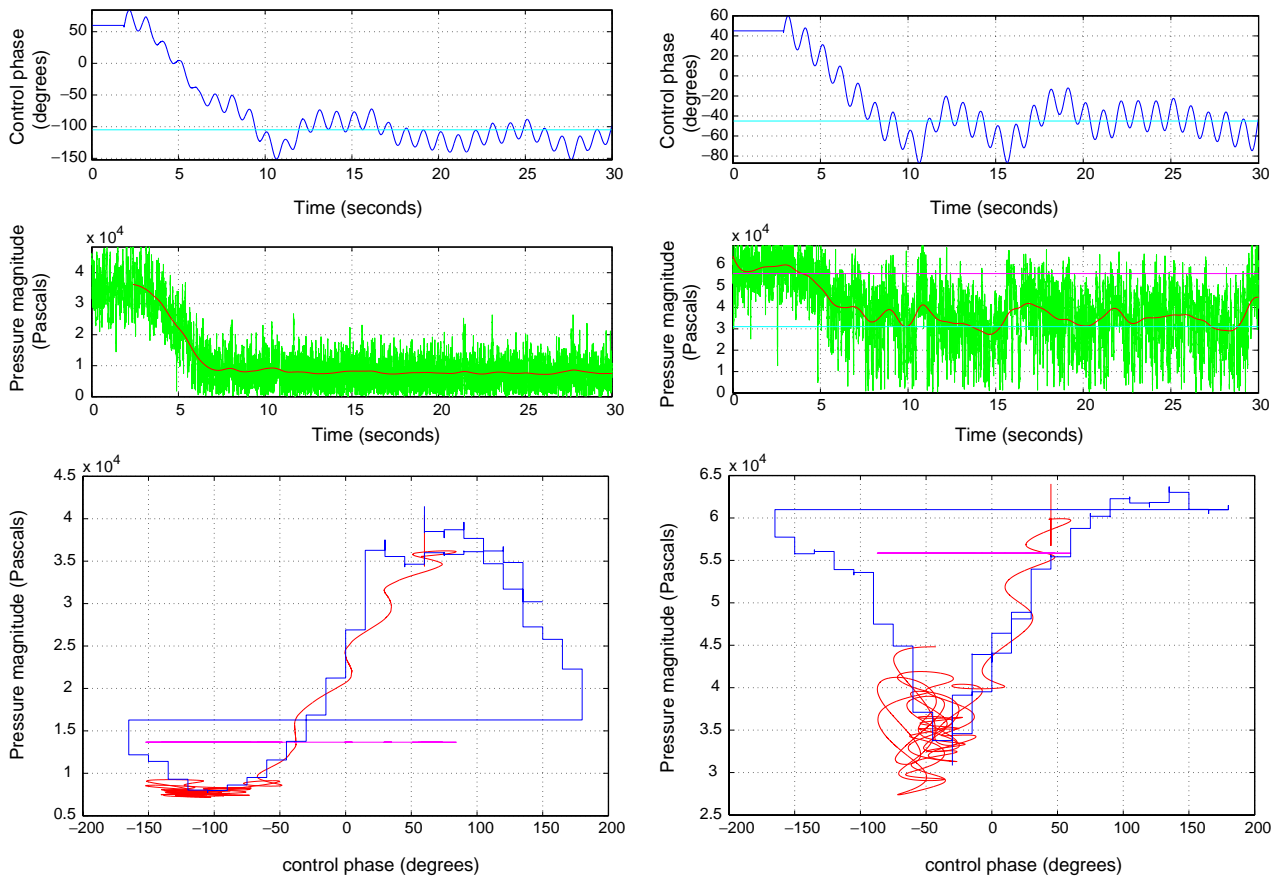 Control phase
(degrees)
50
0
−50
−100
−150
0 5 10 15 20 25 30
Time (seconds)
Control phase
(degrees)
60
40
20
0
−20
−40
−60
−80
0 5 10 15 20 25 30
Time (seconds)
Pressure magnitude
(Pascals)
x 10^4
4
3
2
1
0
0 5 10 15 20 25 30
Time (seconds)
Pressure magnitude
(Pascals)
x 10^4
6
5
4
3
2
1
0
0 5 10 15 20 25 30
Time (seconds)
Pressure magnitude (Pascals)
x 10^4
4.5
4
3.5
3
2.5
2
1.5
1
0.5
−200 −150 −100 −50 0 50 100 150 200
control phase (degrees)
Pressure magnitude (Pascals)
x 10^4
6.5
6
5.5
5
4.5
4
3.5
3
2.5
−200 −150 −100 −50 0 50 100 150 200
control phase (degrees)